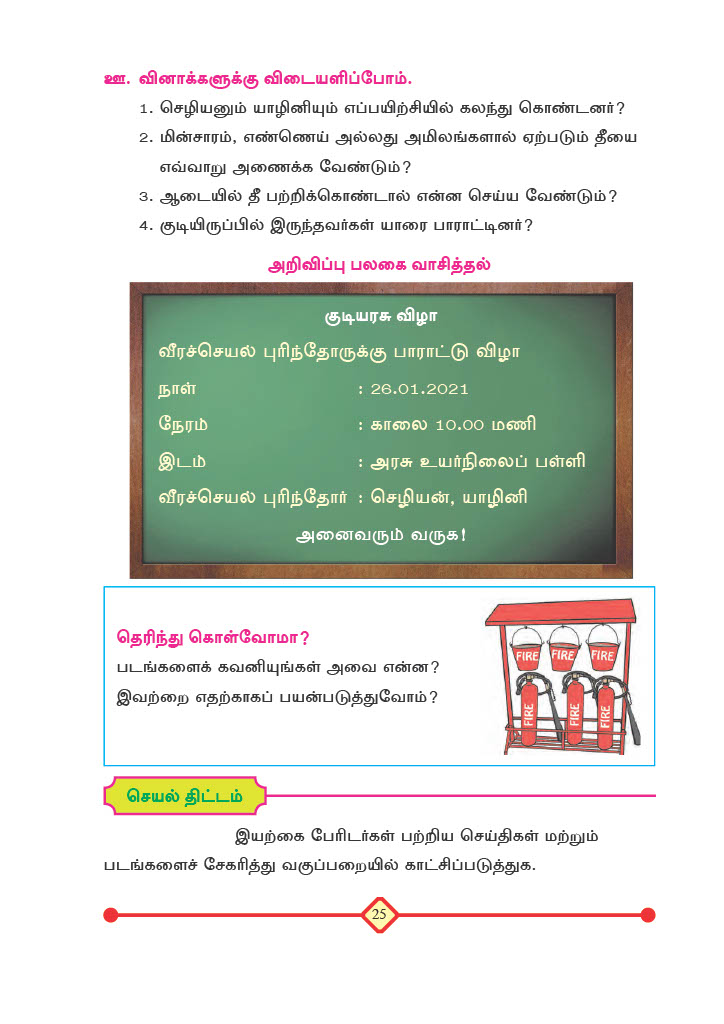 ஊ. வினாக்களுக்கு விடையளிப்போம்.
1. செழியனும் யாழினியும் எப்பயிற்சியில் கலந்து கொண்டனர்?
2. மின்சாரம், எண்ணெய் அல்லது அமிலங்களால் ஏற்படும் தீயை
எவ்வாறு அணைக்க வேண்டும்?
3. ஆடையில் தீ பற்றிக்கொண்டால் என்ன செய்ய வேண்டும்?
4. குடியிருப்பில் இருந்தவர்கள் யாரை பாராட்டினர்?
அறிவிப்பு பலகை வாசித்தல்
குடியரசு விழா
வீரச்செயல் புரிந்தோருக்கு பாராட்டு விழா
நாள் : 26.01.2021
நேரம் : காலை 10.00 மணி
இடம் : அரசு உயர்நிலைப் பள்ளி
வீரச்செயல் புரிந்தோர் : செழியன், யாழினி
அனைவரும் வருக!
தெரிந்து கொள்வோமா?
படங்களைக் கவனியுங்கள் அவை என்ன?
இவற்றை எதற்காகப் பயன்படுத்துவோம்?
FIRE FIRE FIRE
FIRE FIRE FIRE
செயல் திட்டம்
இயற்கை பேரிடர்கள் பற்றிய செய்திகள் மற்றும்
படங்களைச் சேகரித்து வகுப்பறையில் காட்சிப்படுத்துக.
25